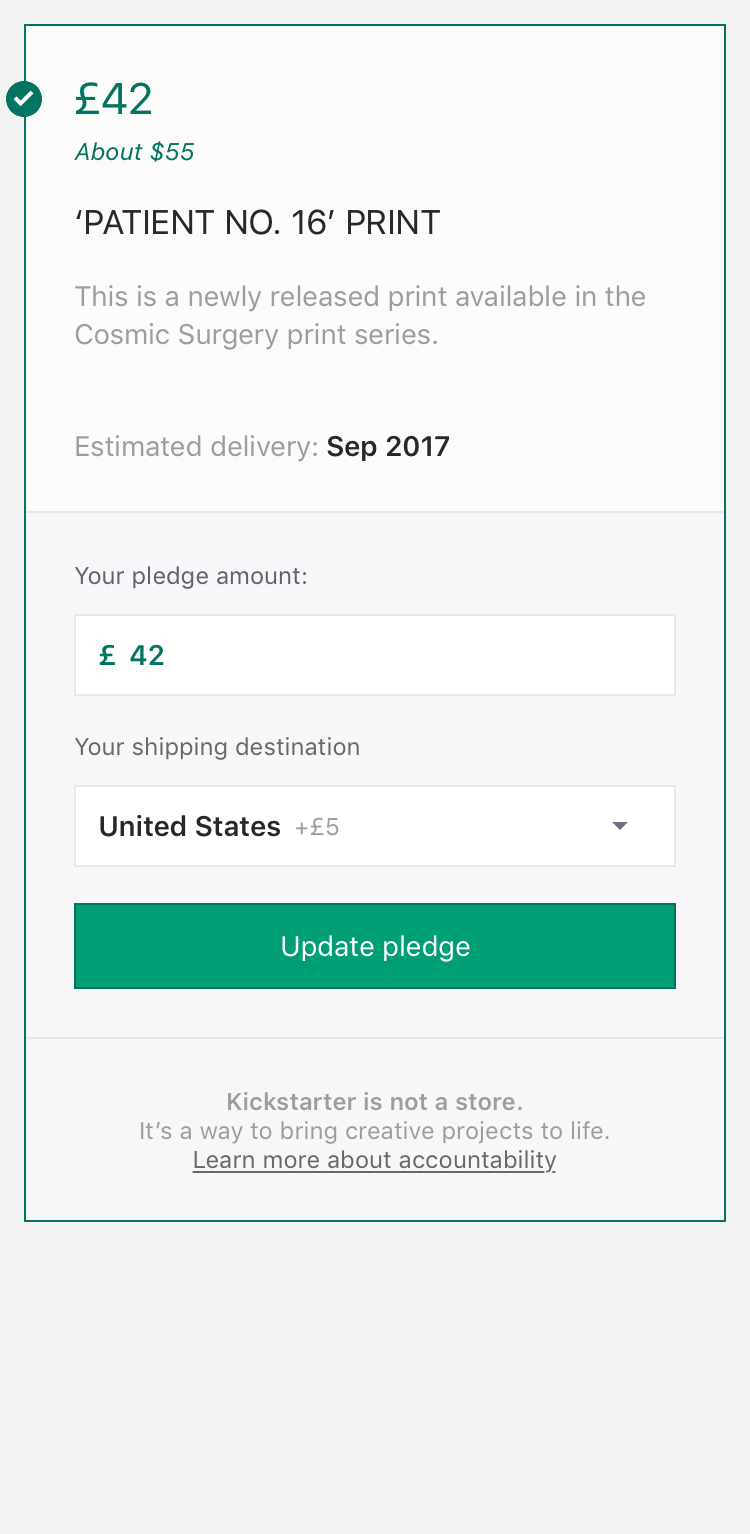 £42
About $55
‘PATIENT NO. 16’ PRINT
This is a newly released print available in the
Cosmic Surgery print series.
Estimated delivery: Sep 2017
Your pledge amount:
£ 42
Your shipping destination
United States +£5
Update pledge
Kickstarter is not a store.
It’s a way to bring creative projects to life.
Learn more about accountability